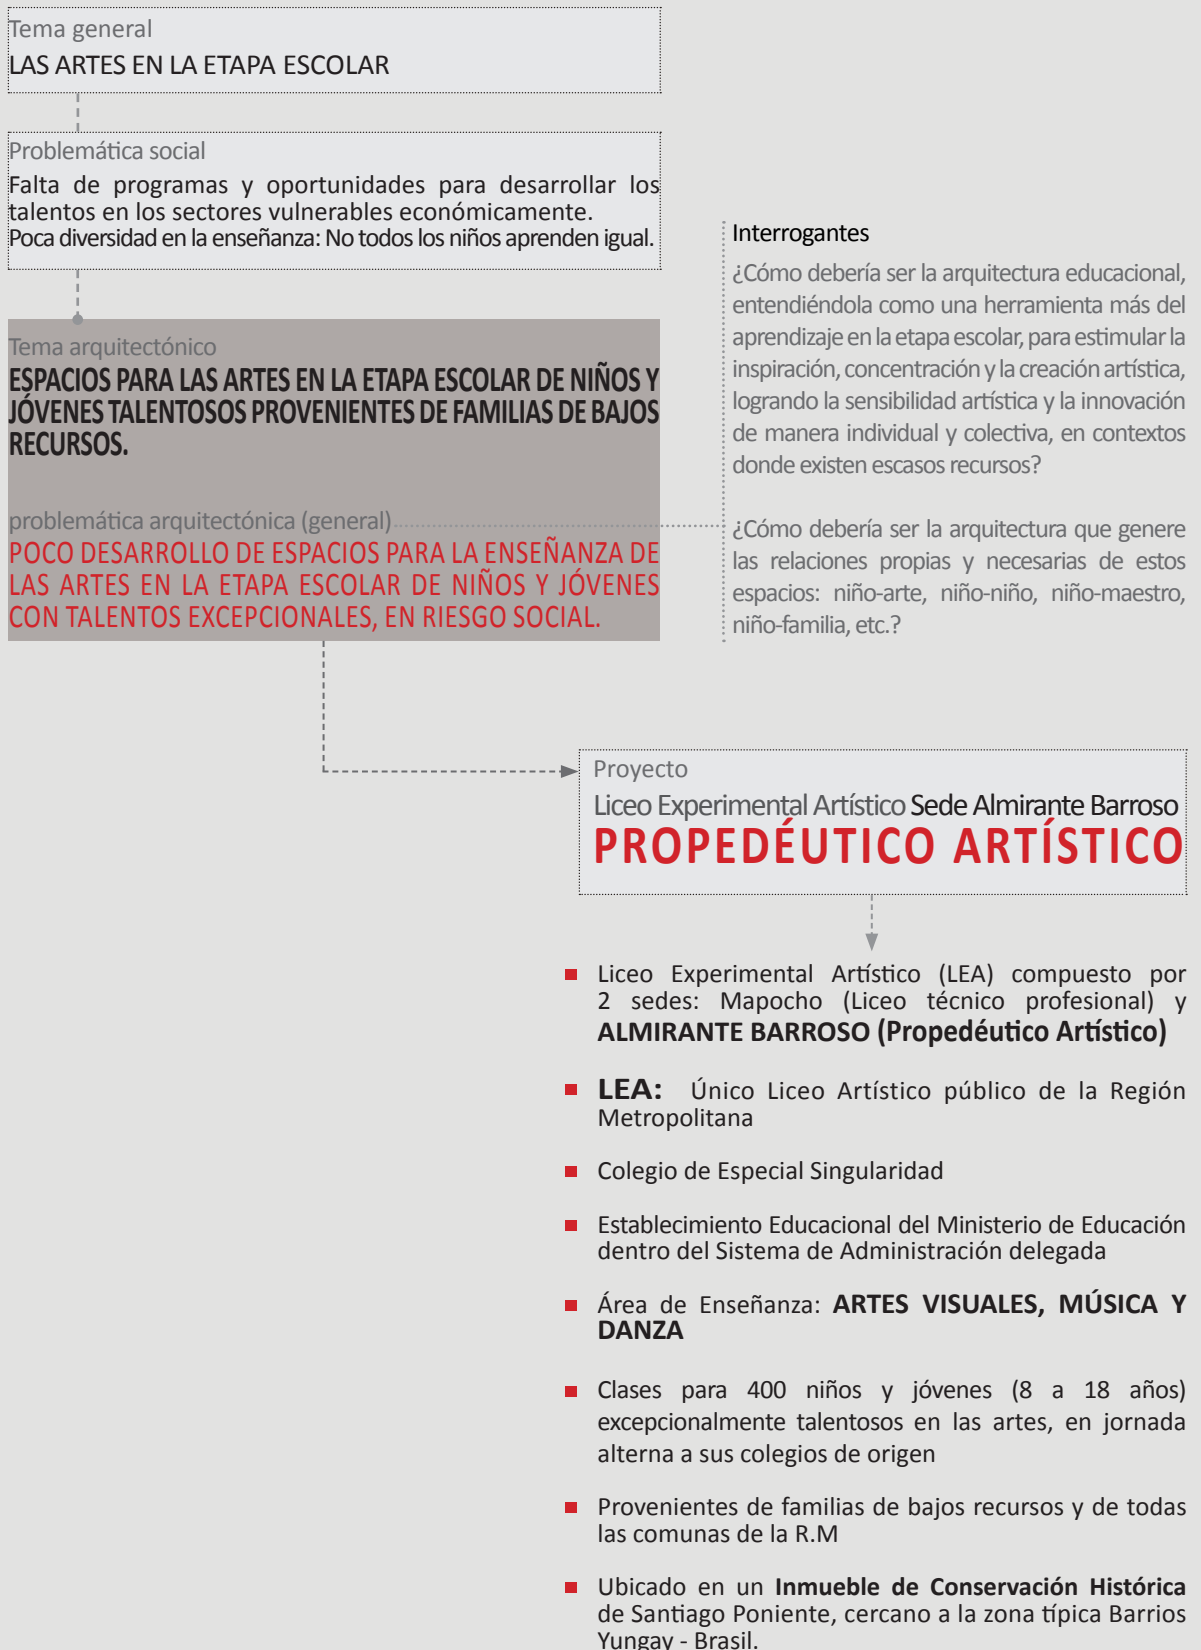 Tema general
LAS ARTES EN LA ETAPA ESCOLAR
Problemática social
Falta de programas y oportunidades para desarrollar los
talentos en los sectores vulnerables económicamente.
Poca diversidad en la enseñanza: No todos los niños aprenden igual.
Tema arquitectónico
ESPACIOS PARA LAS ARTES EN LA ETAPA ESCOLAR DE NIÑOS Y
JÓVENES TALENTOSOS PROVENIENTES DE FAMILIAS DE BAJOS
RECURSOS.
problemática arquitectónica (general)
POCO DESARROLLO DE ESPACIOS PARA LA ENSEÑANZA DE
LAS ARTES EN LA ETAPA ESCOLAR DE NIÑOS Y JÓVENES
CON TALENTOS EXCEPCIONALES, EN RIESGO SOCIAL.
Interrogantes
¿Cómo debería ser la arquitectura educacional,
entendiéndola como una herramienta más del
aprendizaje en la etapa escolar, para estimular la
inspiración, concentración y la creación artística,
logrando la sensibilidad artística y la innovación
de manera individual y colectiva, en contextos
donde existen escasos recursos?
¿Cómo debería ser la arquitectura que genere
las relaciones propias y necesarias de estos
espacios: niño-arte, niño-niño, niño-maestro,
niño-familia, etc.?
Proyecto
Liceo Experimental Artístico Sede Almirante Barroso
PROPEDÉUTICO ARTÍSTICO
Liceo Experimental Artístico (LEA) compuesto por
2 sedes: Mapocho (Liceo técnico profesional) y
ALMIRANTE BARROSO (Propedéutico Artístico)
LEA: Único Liceo Artístico público de la Región
Metropolitana
Colegio de Especial Singularidad
Establecimiento Educacional del Ministerio de Educación
dentro del Sistema de Administración delegada
Área de Enseñanza: ARTES VISUALES, MÚSICA Y
DANZA
Clases para 400 niños y jóvenes (8 a 18 años)
excepcionalmente talentosos en las artes, en jornada
alterna a sus colegios de origen
Provenientes de familias de bajos recursos y de todas
las comunas de la R.M
Ubicado en un Inmueble de Conservación Histórica
de Santiago Poniente, cercano a la zona típica Barrios
Yungay - Brasil.